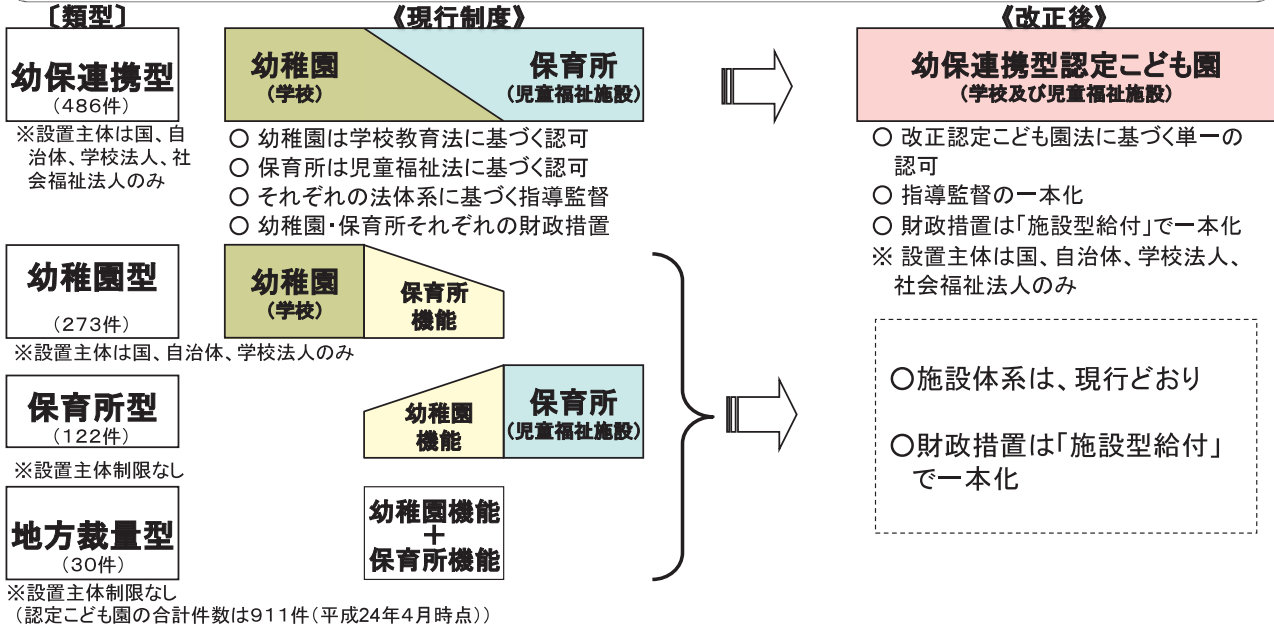 〔類型〕
《現行制度》
《改正後》
幼保連携型
(486件)
※設置主体は国、自
治体、学校法人、社
会福祉法人のみ
幼稚園
(学校)
保育所
(児童福祉施設)
○ 幼稚園は学校教育法に基づく認可
○ 保育所は児童福祉法に基づく認可
○ それぞれの法体系に基づく指導監督
○ 幼稚園・保育所それぞれの財政措置
幼保連携型認定こども園
(学校及び児童福祉施設)
○ 改正認定こども園法に基づく単一の
認可
○ 指導監督の一本化
○ 財政措置は「施設型給付」で一本化
※ 設置主体は国、自治体、学校法人、
社会福祉法人のみ
幼稚園型
(273件)
※設置主体は国、自治体、学校法人のみ
幼稚園
(学校)
保育所
機能
保育所型
(122件)
※設置主体制限なし
幼稚園
機能
保育所
(児童福祉施設)
地方裁量型
(30件)
※設置主体制限なし
幼稚園機能
+
保育所機能
○施設体系は、現行どおり
○財政措置は「施設型給付」
で一本化
(認定こども園の合計件数は911件(平成24年4月時点))